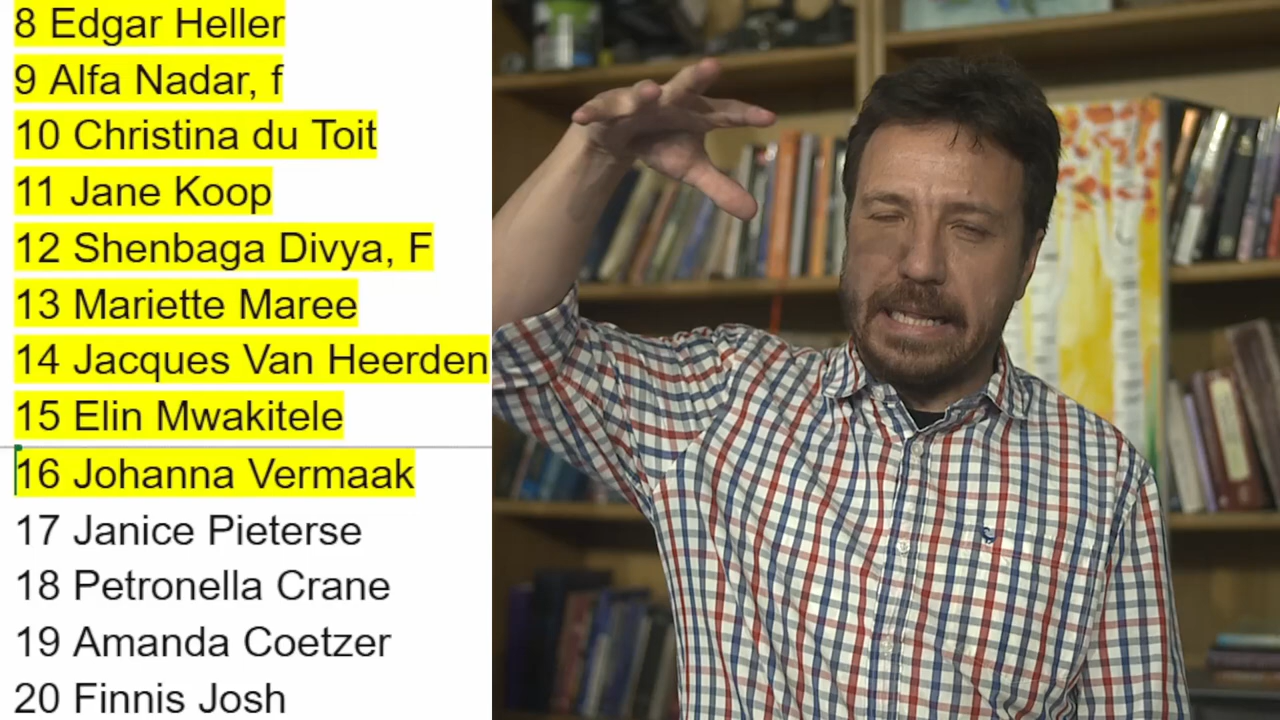 8 Edgar Heller
9 Alfa Nadar, f
10 Christina du Toit
11 Jane Koop
12 Shenbaga Divya, F
13 Mariette Maree
14 Jacques Van Heerden
15 Elin Mwakitele
16 Johanna Vermaak
17 Janice Pieterse
18 Petronella Crane
19 Amanda Coetzer
20 Finnis Josh